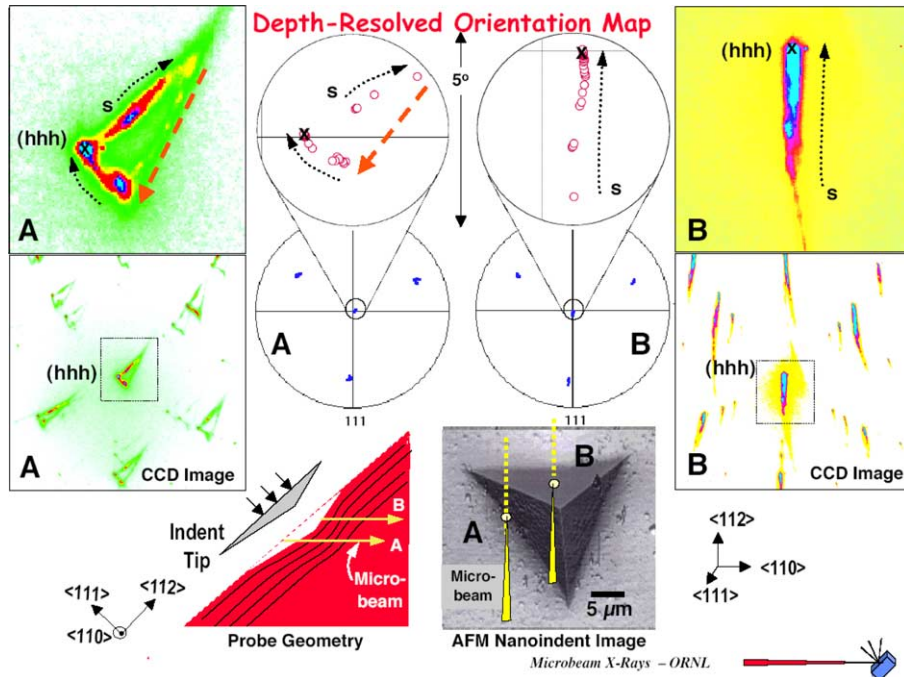 Depth-Resolved Orientation Map
S
(hhh)
X
A
S
X
5º
X
S
(hhh)
X
S
B
(hhh)
A
CCD Image
A
111
B
111
(hhh)
B
CCD Image
Indent
Tip
B
A
Micro-
beam
<111>
<112>
<110>
Probe Geometry
B
A
Micro-
beam
5 µm
AFM Nanoindent Image
<112>
<110>
<111>
Microbeam X-Rays – ORNL